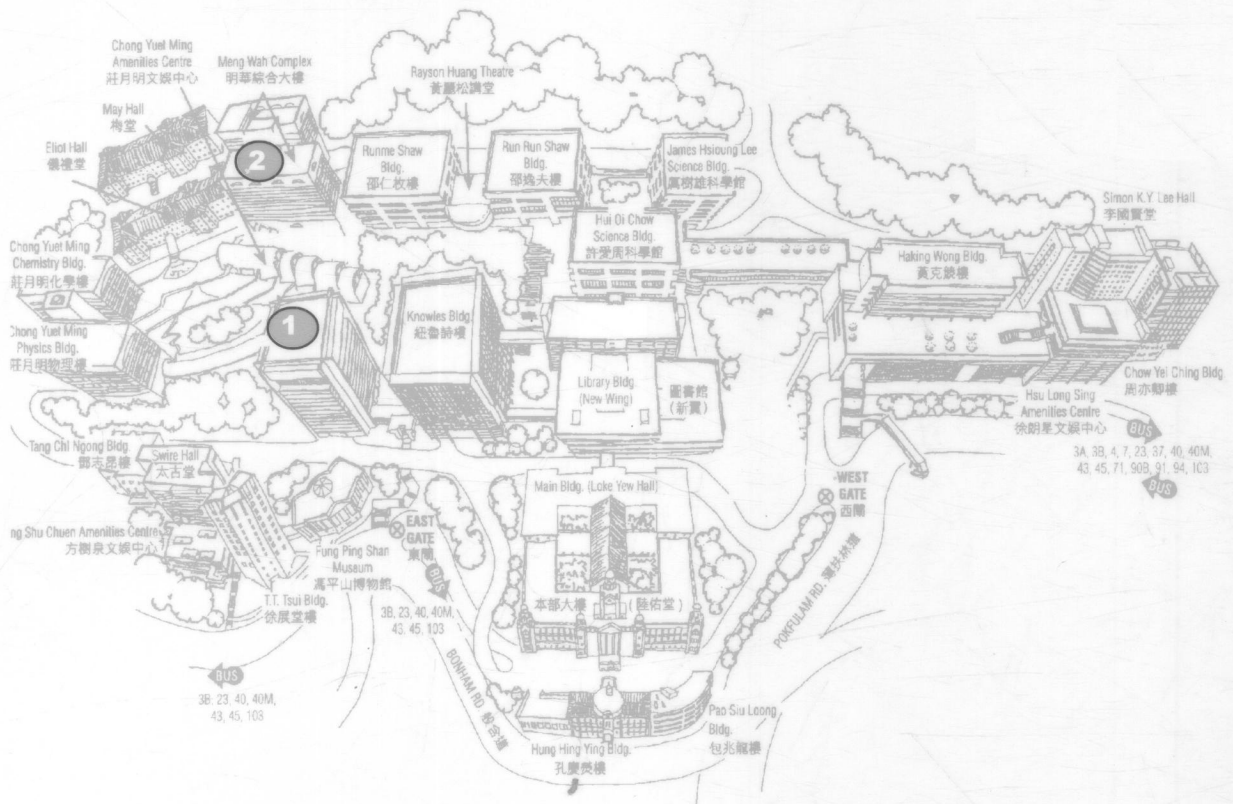 Chong Yuet Ming
Amenities Centre
莊月明文娛中心
Meng Wah Complex
明華綜合大樓
Rayson Huang Theatre
黃麗松講堂
May Hall
梅堂
Eliot Hall
儀禮堂
2
Runme Shaw
Bldg.
邵仁枚樓
Run Run Shaw
Bldg.
邵逸夫樓
James Hsioung Lee
Science Bldg.
Simon K.Y. Lee Hall
李國賢堂
Hui Oi Chow
Science Bldg.
許愛周科學館
Haking Wong Bldg.
黃克競樓
Chong Yuet Ming
Chemistry Bldg.
莊月明化學樓
1
Knowles Bldg.
紐魯詩樓
Chong Yuet Ming
Physics Bldg.
莊月明物理樓
Library Bldg.
(New Wing)
圖書館
(新翼)
Chow Yei Ching Bldg.
周亦卿樓
Hsu Long Sing
Amenities Centre
徐朗星文娛中心
BUS
3A, 3B, 4, 7, 23, 37, 40, 40M,
43, 45, 71, 90B, 91, 94, 103
BUS
Tang Chi Ngong Bldg.
鄧志昂樓
Swire Hall
太古堂
Main Bldg. (Loke Yew Hall)
本部大樓 (陸佑堂)
WEST
GATE
西閘
EAST
GATE
東閘
ng Shu Chuen Amenities Centre
方樹泉文娛中心
Fung Ping Shan
Museum
馮平山博物館
T.T. Tsui Bldg.
徐展堂樓
BUS
3B, 23, 40, 40M,
43, 45, 103
BUS
3B, 23, 40, 40M,
43, 45, 103
BONHAM RD. 般含道
POKFULAM RD. 薄扶林道
Pao Siu Loong
Bldg.
包兆龍樓
Hung Hing Ying Bldg.
孔慶熒樓